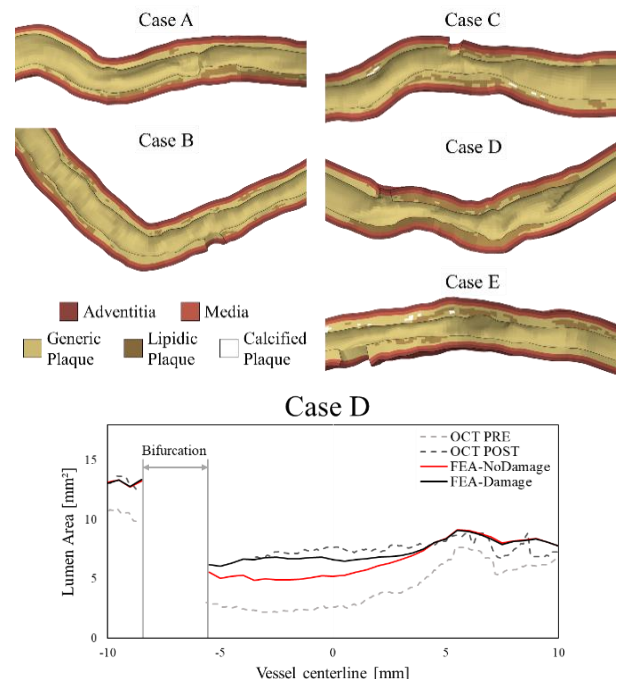 Case A
Case C
Case B
Case D
Case E
Adventitia
Media
Generic
Plaque
Lipidic
Plaque
Calcified
Plaque
Case D
Bifurcation
OCT PRE
OCT POST
FEA-NoDamage
FEA-Damage
Lumen Area [mm²]
15
10
5
0
-10
-5
0
5
10
Vessel centerline [mm]